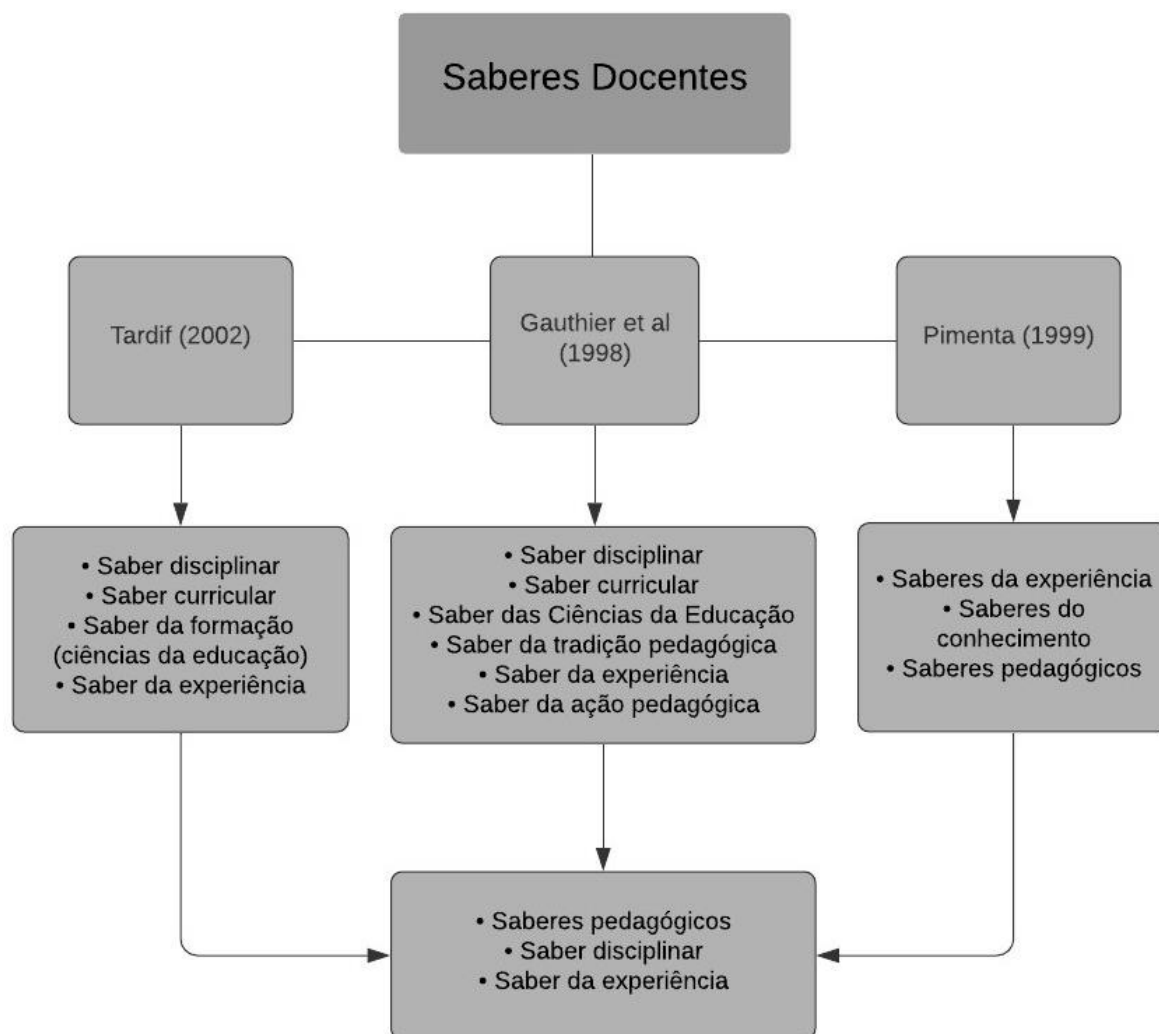 Saberes Docentes
Tardif (2002)
Gauthier et al
(1998)
Pimenta (1999)
• Saber disciplinar
• Saber curricular
• Saber da formação
(ciências da educação)
• Saber da experiência
• Saber disciplinar
• Saber curricular
• Saber das Ciências da Educação
• Saber da tradição pedagógica
• Saber da experiência
• Saber da ação pedagógica
• Saberes da experiência
• Saberes do
conhecimento
• Saberes pedagógicos
• Saberes pedagógicos
• Saber disciplinar
• Saber da experiência